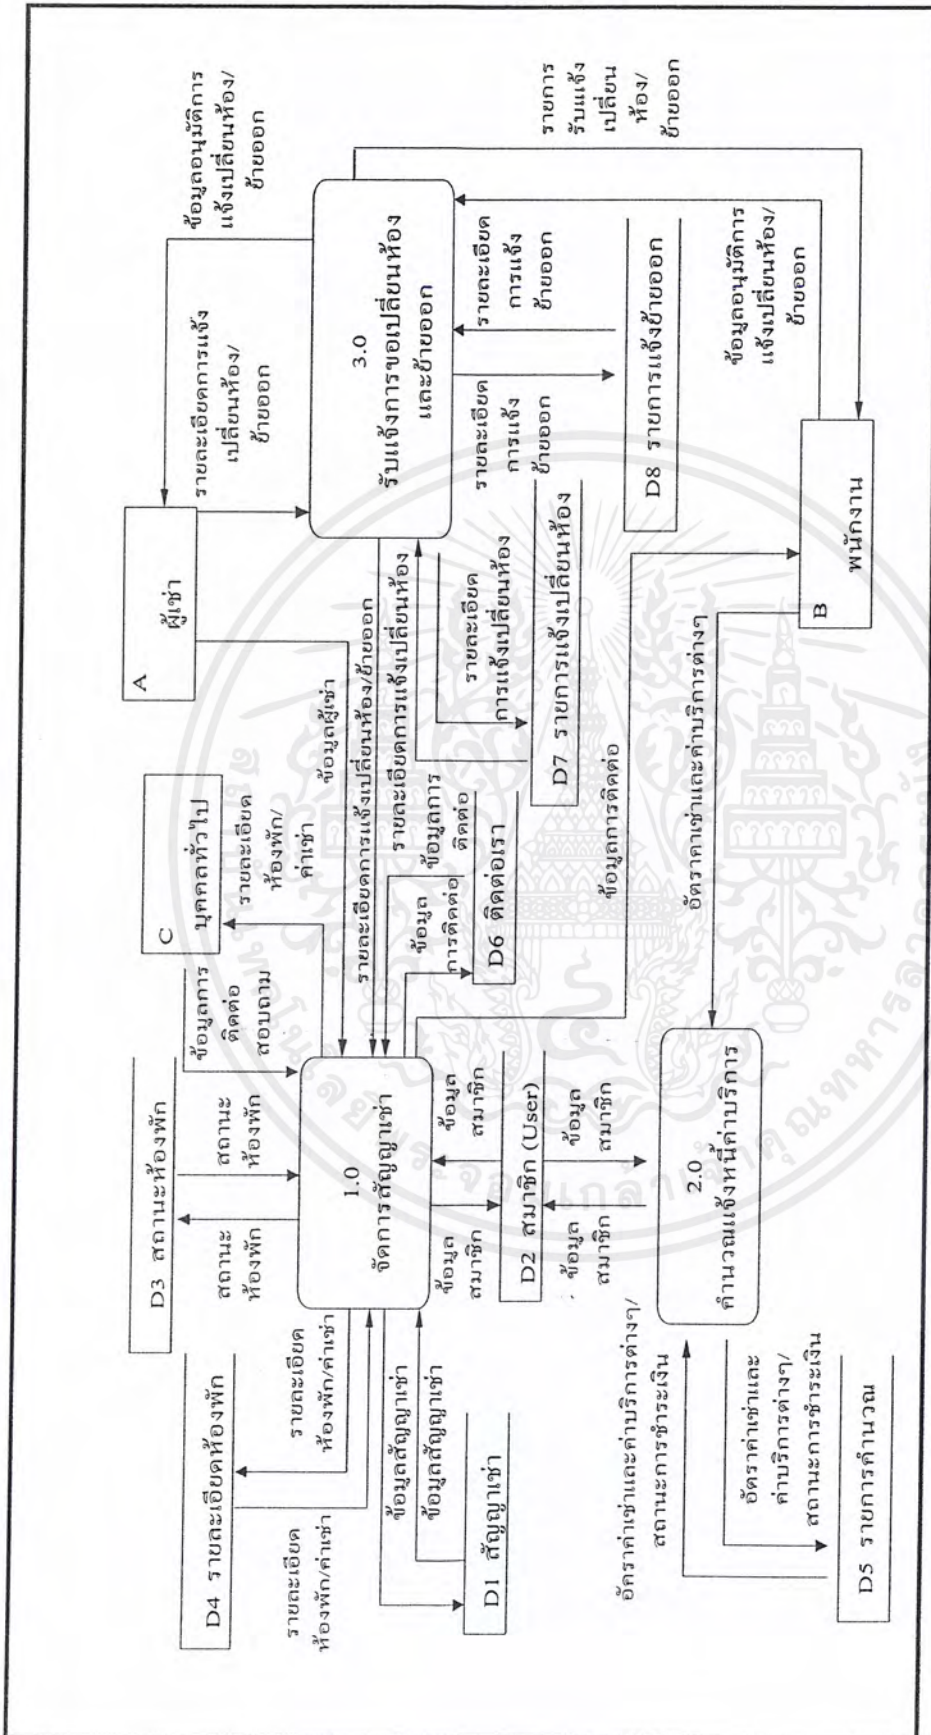 D4 รายละเอียดห้องพัก
D3 สถานะห้องพัก
C
บุคคลทั่วไป
A
ผู้เช่า
รายละเอียด
ห้องพัก/ค่าเช่า
รายละเอียด
ห้องพัก/ค่าเช่า
สถานะ
ห้องพัก
สถานะ
ห้องพัก
ข้อมูลการ
ติดต่อ
สอบถาม
รายละเอียด
ห้องพัก/
ค่าเช่า
ข้อมูลผู้เช่า
รายละเอียดการแจ้ง
เปลี่ยนห้อง/
ย้ายออก
ข้อมูลอนุมัติการ
แจ้งเปลี่ยนห้อง/
ย้ายออก
ข้อมูลสัญญาเช่า
ข้อมูลสัญญาเช่า
D1 สัญญาเช่า
1.0
จัดการสัญญาเช่า
รายละเอียดการแจ้งเปลี่ยนห้อง/ย้ายออก
รายละเอียดการแจ้งเปลี่ยนห้อง
3.0
รับแจ้งการขอเปลี่ยนห้อง
และย้ายออก
ข้อมูล
สมาชิก
ข้อมูล
สมาชิก
ข้อมูล
การติดต่อ
ข้อมูลการ
ติดต่อ
D6 ติดต่อเรา
รายละเอียด
การแจ้งเปลี่ยนห้อง
D7 รายการแจ้งเปลี่ยนห้อง
รายละเอียด
การแจ้ง
ย้ายออก
รายละเอียด
การแจ้ง
ย้ายออก
D8 รายการแจ้งย้ายออก
รายการ
รับแจ้ง
เปลี่ยน
ห้อง/
ย้ายออก
D2 สมาชิก (User)
ข้อมูล
สมาชิก
ข้อมูล
สมาชิก
ข้อมูลการติดต่อ
ข้อมูลอนุมัติการ
แจ้งเปลี่ยนห้อง/
ย้ายออก
อัตราค่าเช่าและค่าบริการต่างๆ/
สถานะการชำระเงิน
อัตราค่าเช่าและ
ค่าบริการต่างๆ/
สถานะการชำระเงิน
D5 รายการคำนวณ
2.0
คำนวณแจ้งหนี้ค่าบริการ
อัตราค่าเช่าและค่าบริการต่างๆ
B
พนักงาน